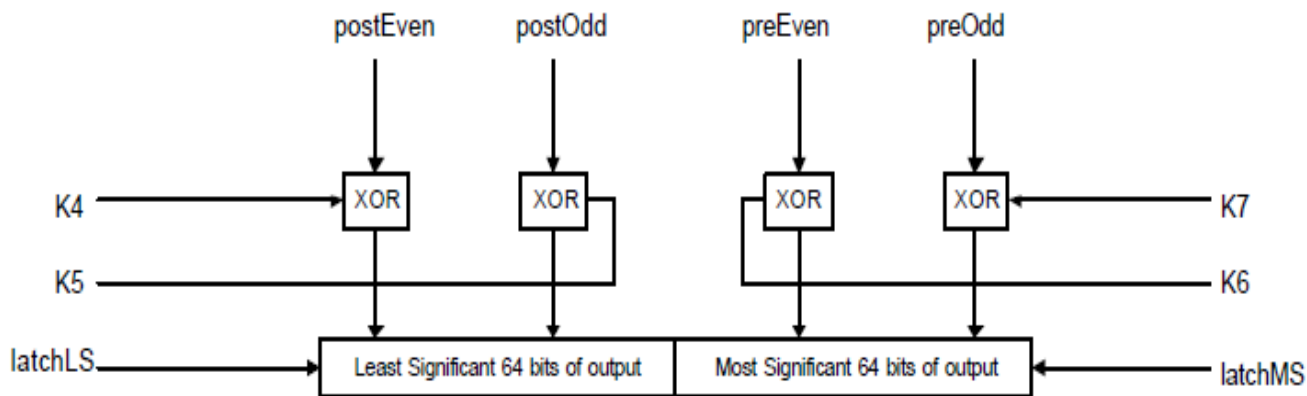 postEven postOdd preEven preOdd
XOR XOR XOR XOR
K4 K7
K5 K6
latchLS Least Significant 64 bits of output Most Significant 64 bits of output latchMS